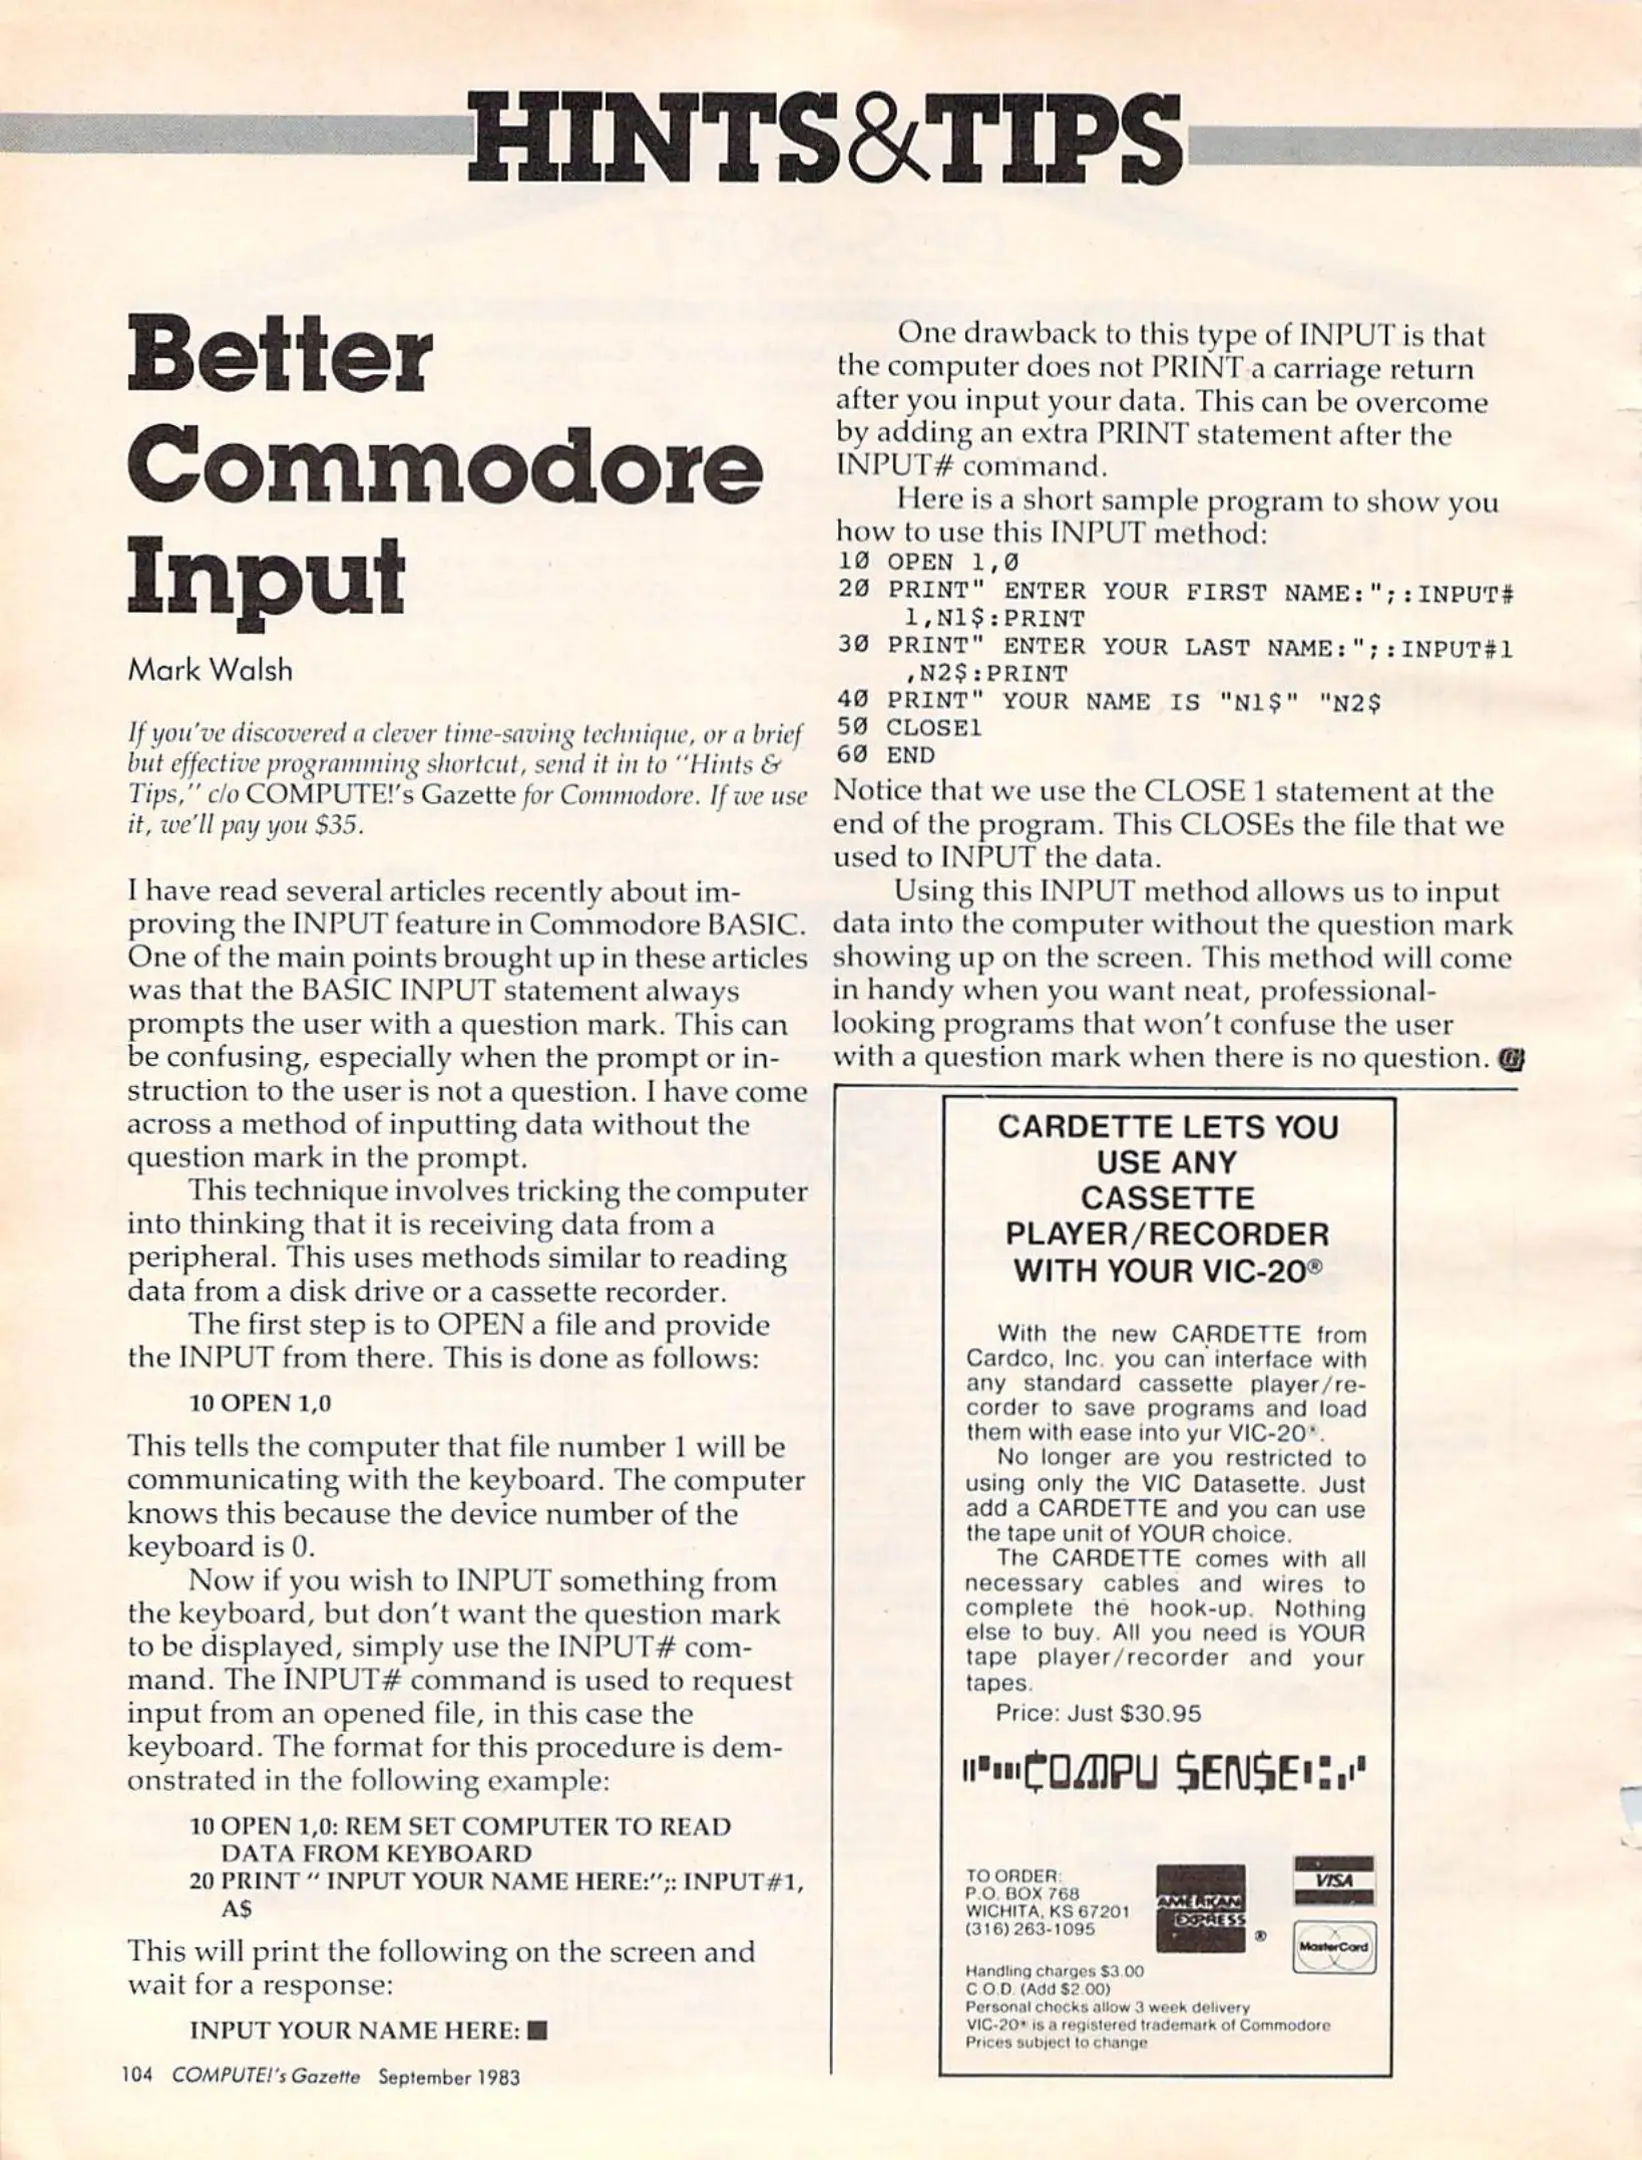 HINTS&TIPS
Better
Commodore
Input
Mark Walsh
If you've discovered a clever time-saving technique, or a brief
but effective programming shortcut, send it in to "Hints &
Tips," c/o COMPUTE!'s Gazette for Commodore. If we use
it, we'll pay you $35.
I have read several articles recently about im-
proving the INPUT feature in Commodore BASIC.
One of the main points brought up in these articles
was that the BASIC INPUT statement always
prompts the user with a question mark. This can
be confusing, especially when the prompt or in-
struction to the user is not a question. I have come
across a method of inputting data without the
question mark in the prompt.
This technique involves tricking the computer
into thinking that it is receiving data from a
peripheral. This uses methods similar to reading
data from a disk drive or a cassette recorder.
The first step is to OPEN a file and provide
the INPUT from there. This is done as follows:
10 OPEN 1,0
This tells the computer that file number 1 will be
communicating with the keyboard. The computer
knows this because the device number of the
keyboard is 0.
Now if you wish to INPUT something from
the keyboard, but don't want the question mark
to be displayed, simply use the INPUT# com-
mand. The INPUT# command is used to request
input from an opened file, in this case the
keyboard. The format for this procedure is dem-
onstrated in the following example:
10 OPEN 1,0: REM SET COMPUTER TO READ
DATA FROM KEYBOARD
20 PRINT " INPUT YOUR NAME HERE:";: INPUT#1,
A$
This will print the following on the screen and
wait for a response:
INPUT YOUR NAME HERE: ■
104 COMPUTE!'s Gazette September 1983
One drawback to this type of INPUT is that
the computer does not PRINT a carriage return
after you input your data. This can be overcome
by adding an extra PRINT statement after the
INPUT# command.
Here is a short sample program to show you
how to use this INPUT method:
10 OPEN 1,0
20 PRINT" ENTER YOUR FIRST NAME:";:INPUT#
1,N1$:PRINT
30 PRINT" ENTER YOUR LAST NAME:";:INPUT#1
,N2$:PRINT
40 PRINT" YOUR NAME IS "N1$" "N2$
50 CLOSE1
60 END
Notice that we use the CLOSE 1 statement at the
end of the program. This CLOSEs the file that we
used to INPUT the data.
Using this INPUT method allows us to input
data into the computer without the question mark
showing up on the screen. This method will come
in handy when you want neat, professional-
looking programs that won't confuse the user
with a question mark when there is no question. G
CARDETTE LETS YOU
USE ANY
CASSETTE
PLAYER/RECORDER
WITH YOUR VIC-20®
With the new CARDETTE from
Cardco, Inc. you can interface with
any standard cassette player/re-
corder to save programs and load
them with ease into yur VIC-20*.
No longer are you restricted to
using only the VIC Datasette. Just
add a CARDETTE and you can use
the tape unit of YOUR choice.
The CARDETTE comes with all
necessary cables and wires to
complete the hook-up. Nothing
else to buy. All you need is YOUR
tape player/recorder and your
tapes.
Price: Just $30.95
COMPU $EN$E
TO ORDER:
P.O. BOX 768
WICHITA, KS 67201
(316) 263-1095
AMERICAN
EXPRESS
®
VISA
MasterCard
Handling charges $3.00
C.O.D. (Add $2.00)
Personal checks allow 3 week delivery
VIC-20* is a registered trademark of Commodore
Prices subject to change